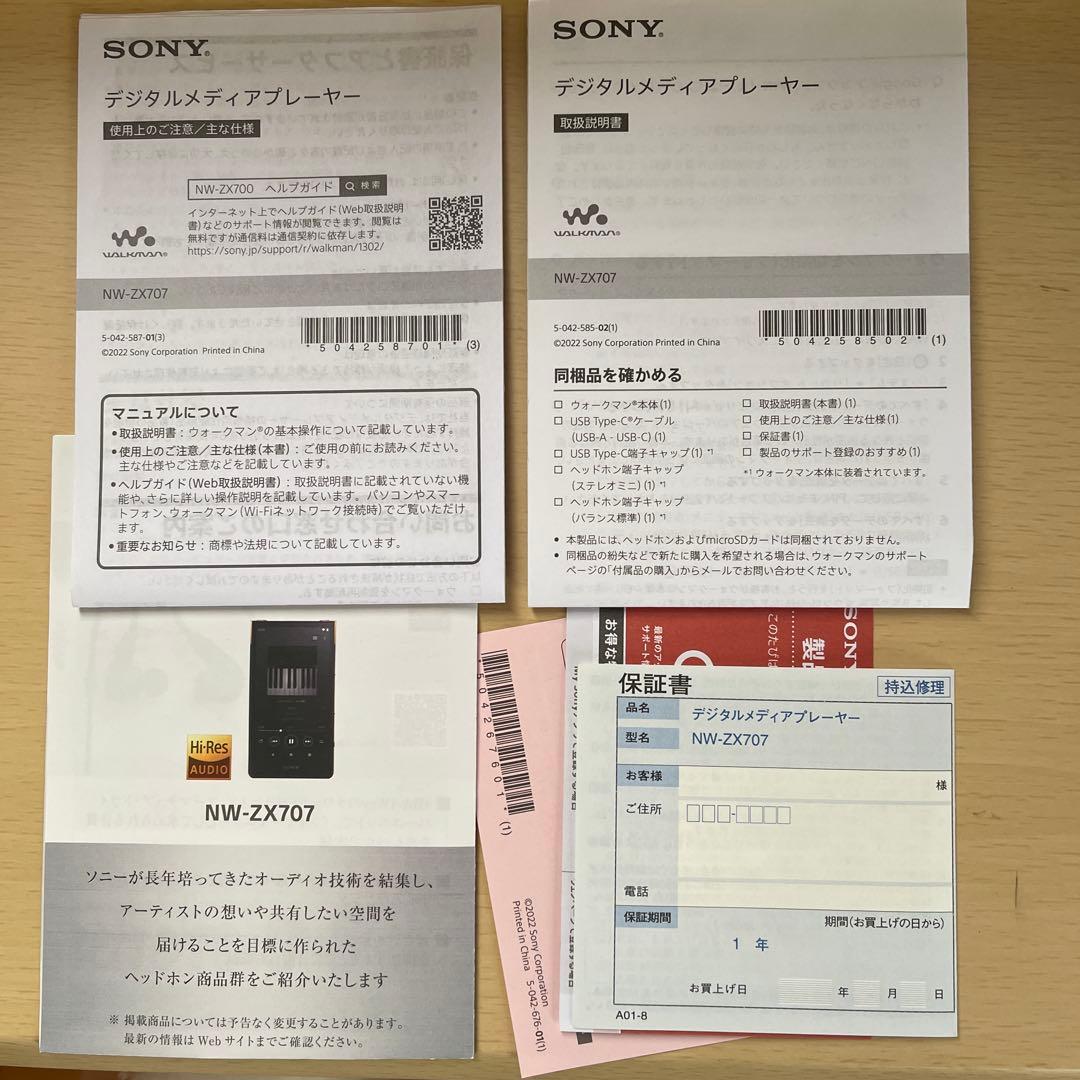 SONY®
デジタルメディアプレーヤー
使用上のご注意／主な仕様
NW-ZX700 ヘルプガイド 検索
インターネット上でヘルプガイド(Web取扱説明
書)などのサポート情報が閲覧できます。閲覧は
無料ですが通信料は通信契約に依存します。
https://sony.jp/support/r/walkman/1302/
WALKMAN®
NW-ZX707
5-042-587-01(3)
©2022 Sony Corporation Printed in China
*504258701*
(3)
マニュアルについて
●取扱説明書：ウォークマン®の基本操作について記載しています。
●使用上のご注意／主な仕様(本書)：ご使用の前にお読みください。
主な仕様やご注意などを記載しています。
●ヘルプガイド(Web取扱説明書)：取扱説明書に記載されていない機
能や、さらに詳しい操作説明を記載しています。パソコンやスマー
トフォン、ウォークマン(Wi-Fiネットワーク接続時)でご覧いただけ
ます。
●重要なお知らせ：商標や法規について記載しています。
SONY®
デジタルメディアプレーヤー
取扱説明書
WALKMAN®
NW-ZX707
5-042-585-02(1)
©2022 Sony Corporation Printed in China
*504258502*
(1)
同梱品を確かめる
□ ウォークマン®本体(1)
□ USB Type-C®ケーブル
(USB-A - USB-C) (1)
□ USB Type-C端子キャップ(1) *1
□ ヘッドホン端子キャップ
(ステレオミニ) (1) *1
□ ヘッドホン端子キャップ
(バランス標準) (1) *1
□ 取扱説明書(本書) (1)
□ 使用上のご注意／主な仕様(1)
□ 保証書(1)
□ 製品のサポート登録のおすすめ(1)
*1 ウォークマン本体に装着されています。
● 本製品には、ヘッドホンおよびmicroSDカードは同梱されておりません。
● 同梱品の紛失などで新たに購入を希望される場合は、ウォークマンのサポート
ページの「付属品の購入」からメールでお問い合わせください。
Hi-Res
AUDIO
NW-ZX707
ソニーが長年培ってきたオーディオ技術を結集し、
アーティストの想いや共有したい空間を
届けることを目標に作られた
ヘッドホン商品群をご紹介いたします
※ 掲載商品については予告なく変更することがあります。
最新の情報は Web サイトまでご確認ください。
*504267601*
(1)
©2022 Sony Corporation
Printed in China 5-042-676-01(1)
SONY
このたびは
最新のア
サポート
お得な
保証書
持込修理
品名 デジタルメディアプレーヤー
型名 NW-ZX707
お客様 様
ご住所 □□□-□□□□
電話
保証期間 期間(お買上げの日から)
1 年
お買上げ日 年 月 日
A01-8